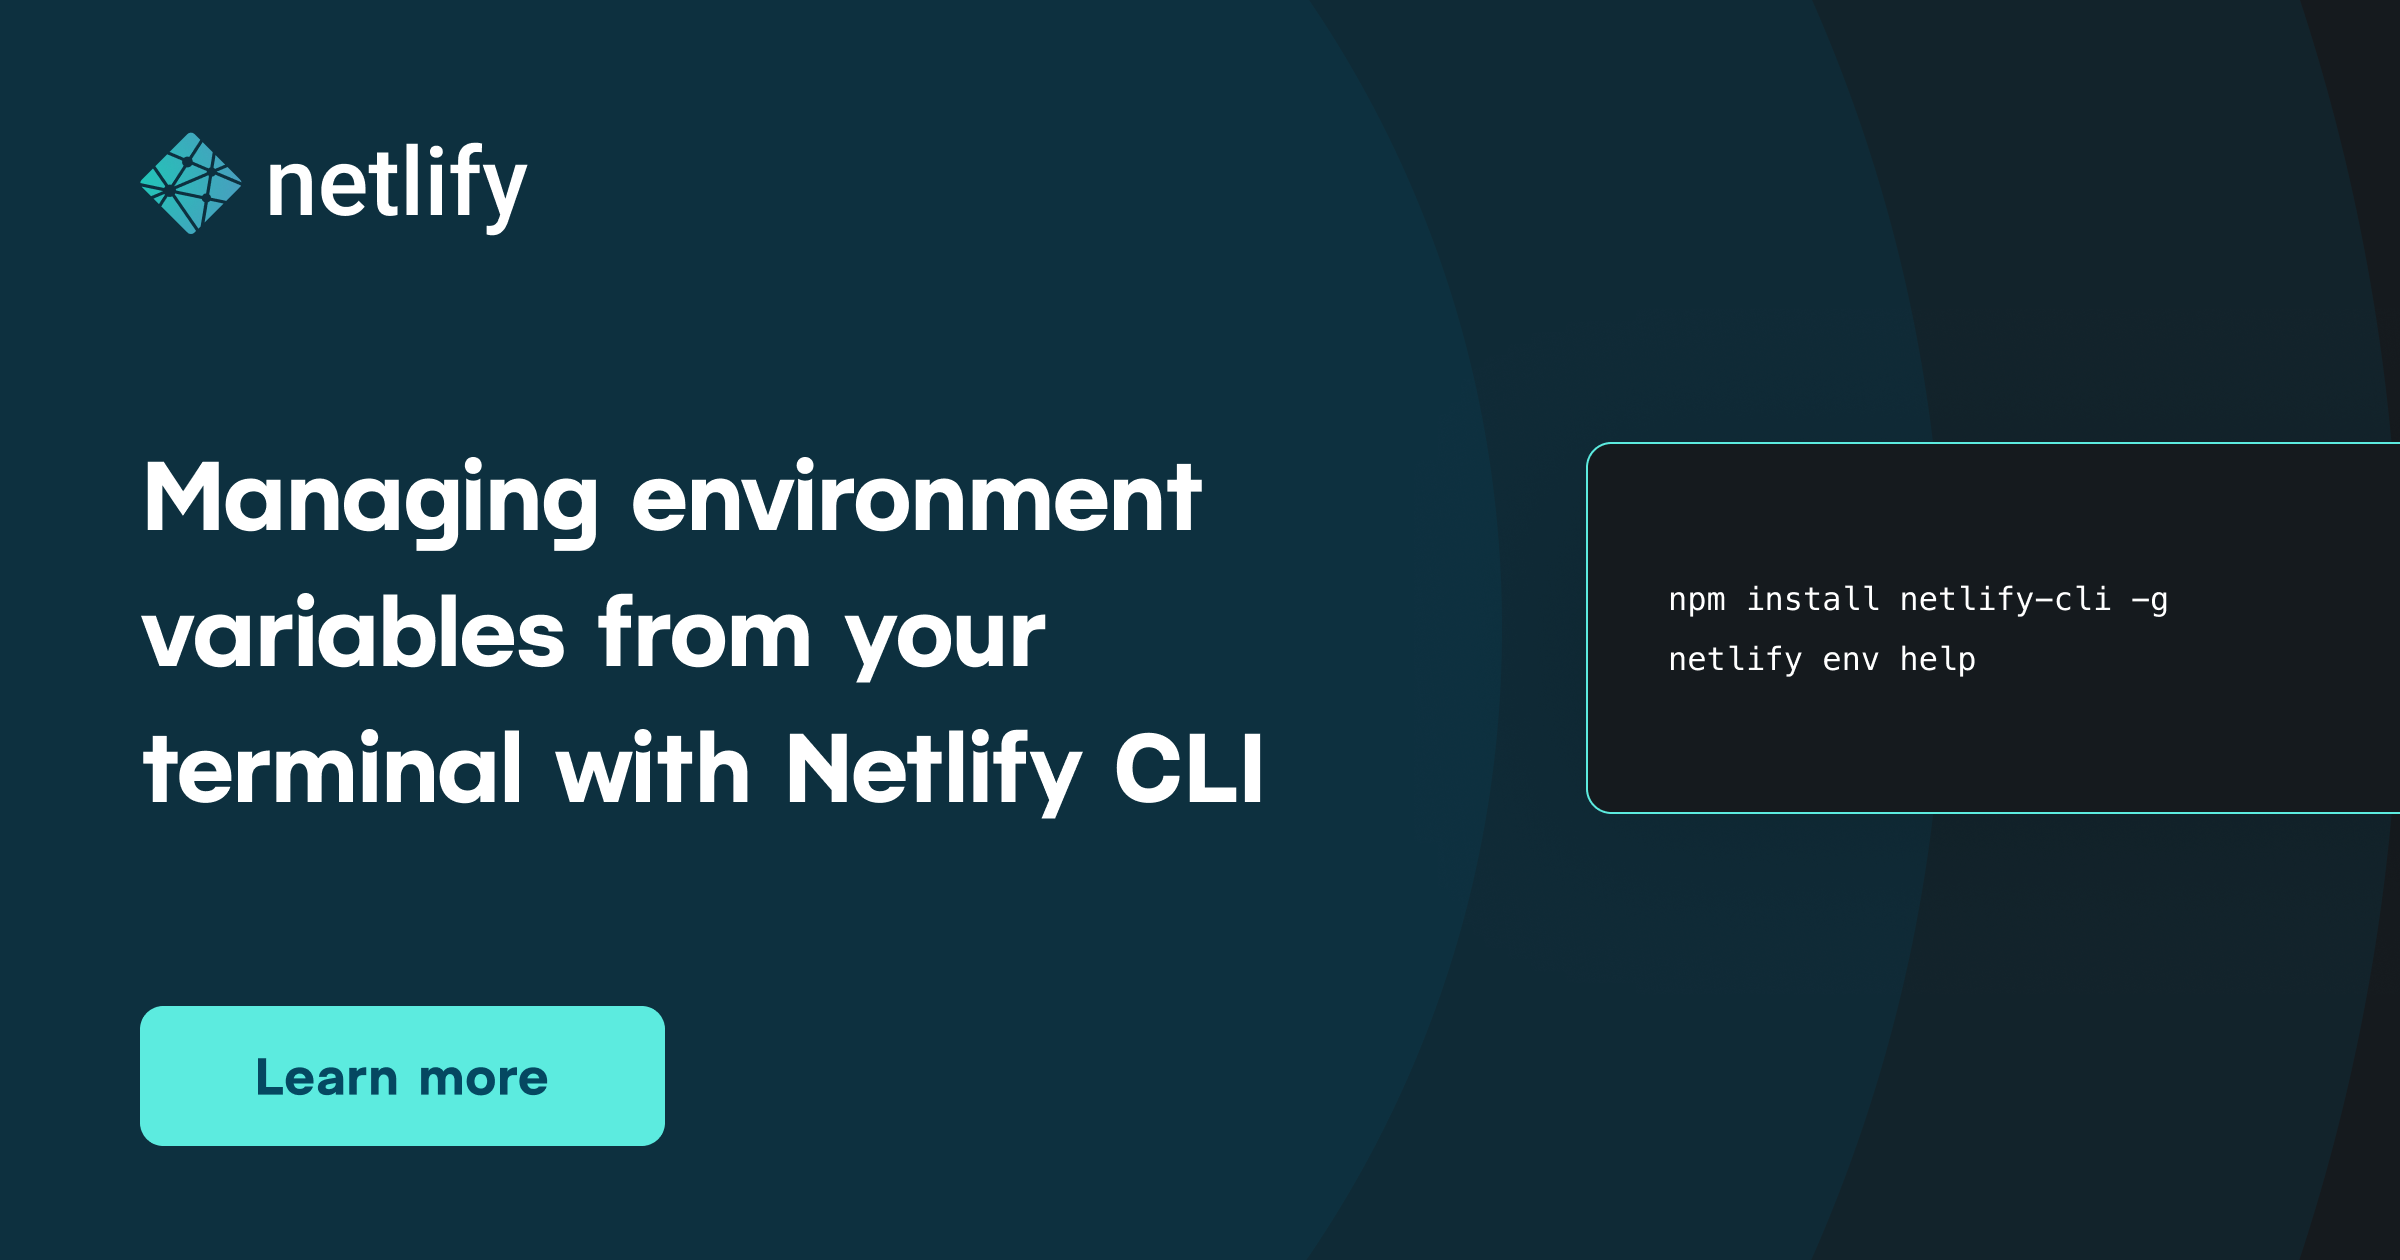 netlify
Managing environment
variables from your
terminal with Netlify CLI
npm install netlify-cli -g
netlify env help
Learn more